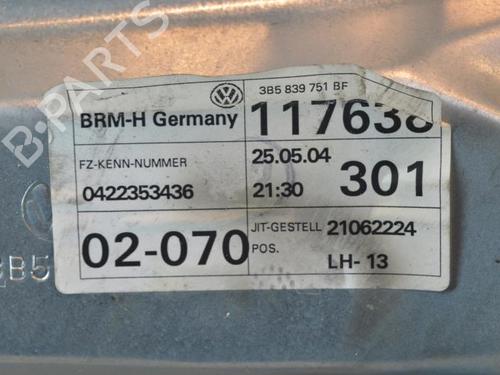 B-PARTS
3B5 839 751 BF
BRM-H Germany 117638
FZ-KENN-NUMMER 25.05.04
0422353436 21:30 301
02-070 JIT-GESTELL 21062224
POS. LH- 13
3B5